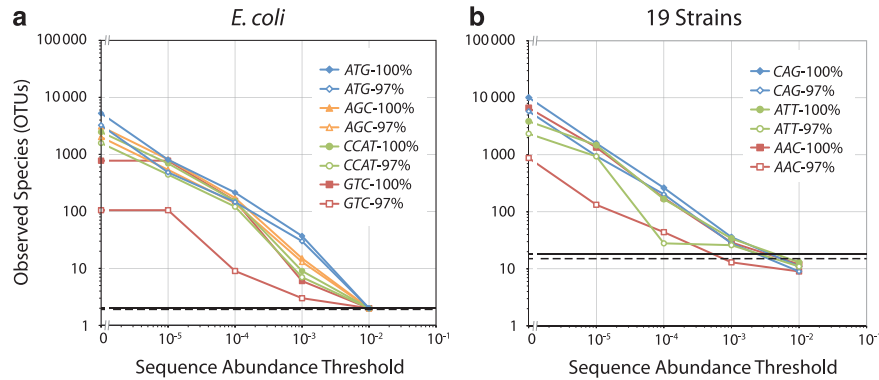 a
E. coli
Observed Species (OTUs)
100 000
10 000
1000
100
10
1
ATG-100%
ATG-97%
AGC-100%
AGC-97%
CCAT-100%
CCAT-97%
GTC-100%
GTC-97%
0 10⁻⁵ 10⁻⁴ 10⁻³ 10⁻² 10⁻¹
Sequence Abundance Threshold
b
19 Strains
100 000
10 000
1000
100
10
1
CAG-100%
CAG-97%
ATT-100%
ATT-97%
AAC-100%
AAC-97%
0 10⁻⁵ 10⁻⁴ 10⁻³ 10⁻² 10⁻¹
Sequence Abundance Threshold